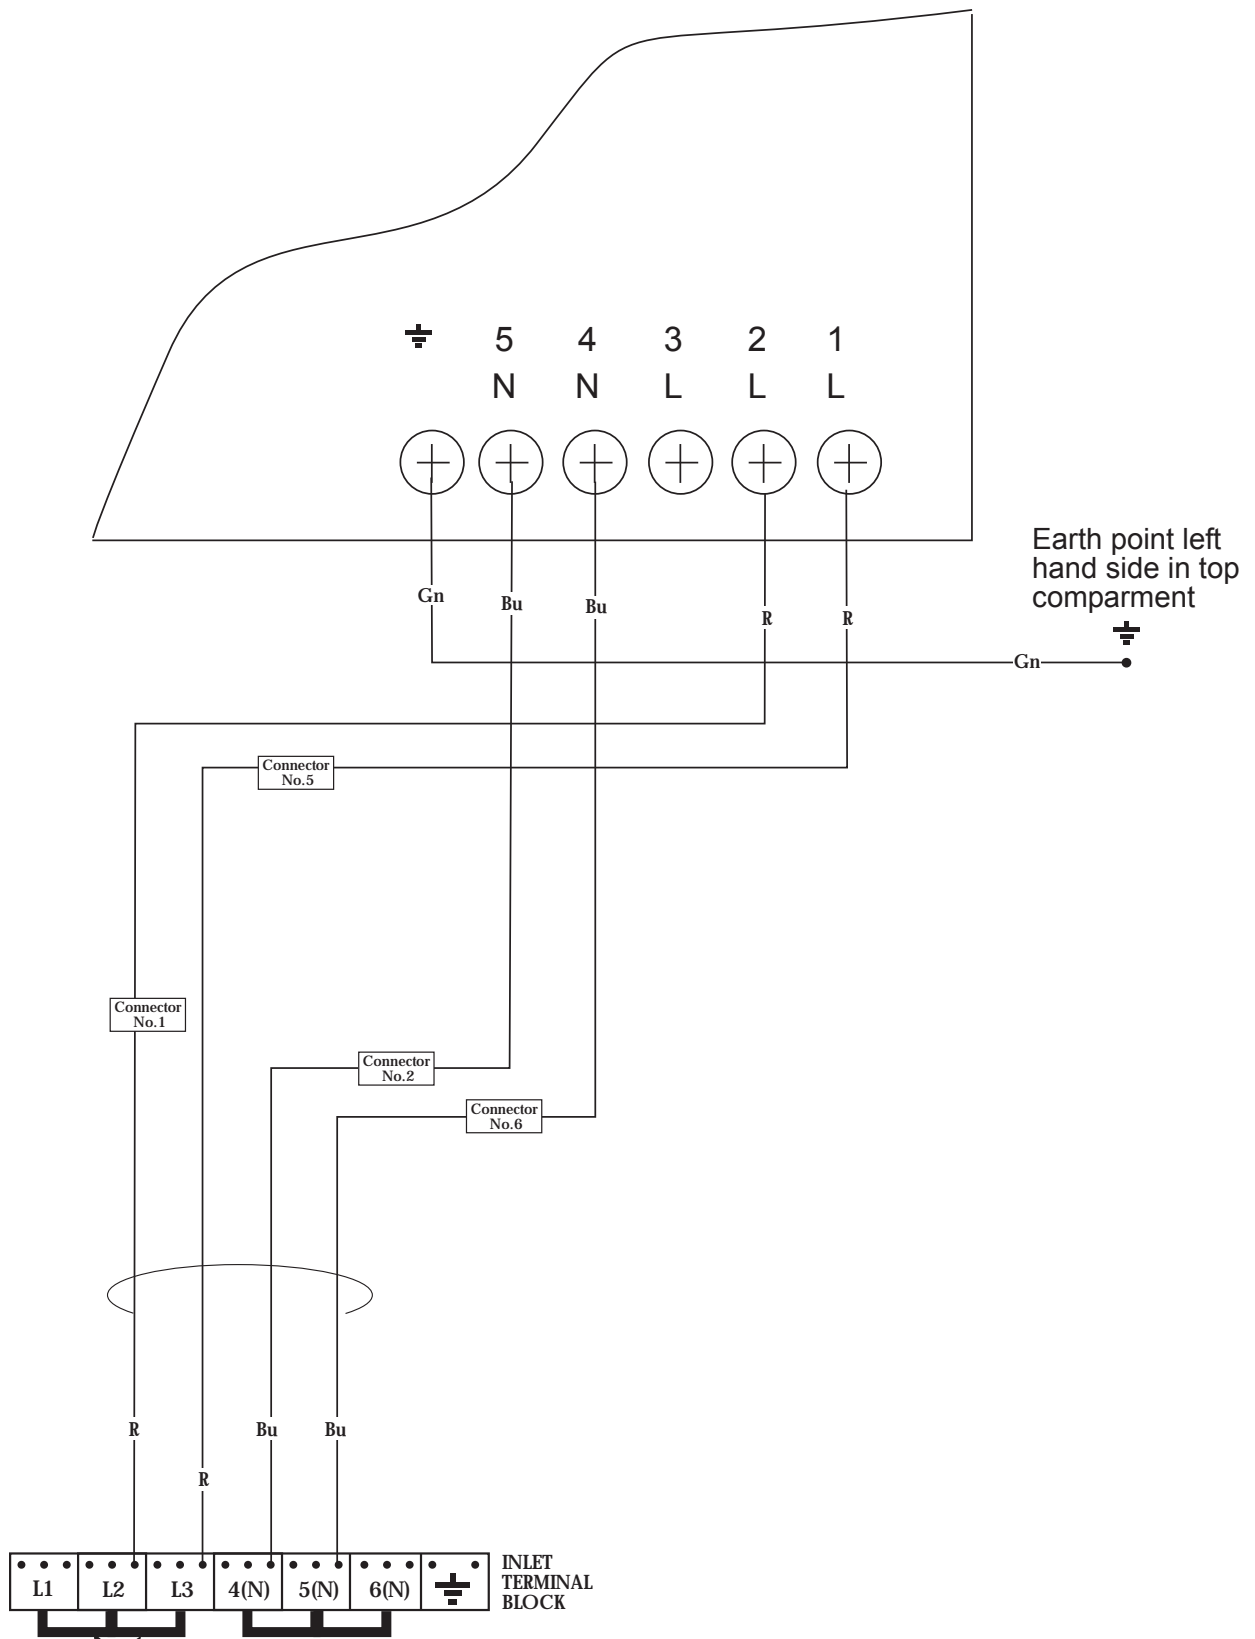 5 4 3 2 1
N N L L L
Earth point left
hand side in top
comparment
Gn Bu Bu R R
Gn
Connector
No.5
Connector
No.1
Connector
No.2
Connector
No.6
R Bu Bu
R
L1 L2 L3 4(N) 5(N) 6(N)
INLET
TERMINAL
BLOCK